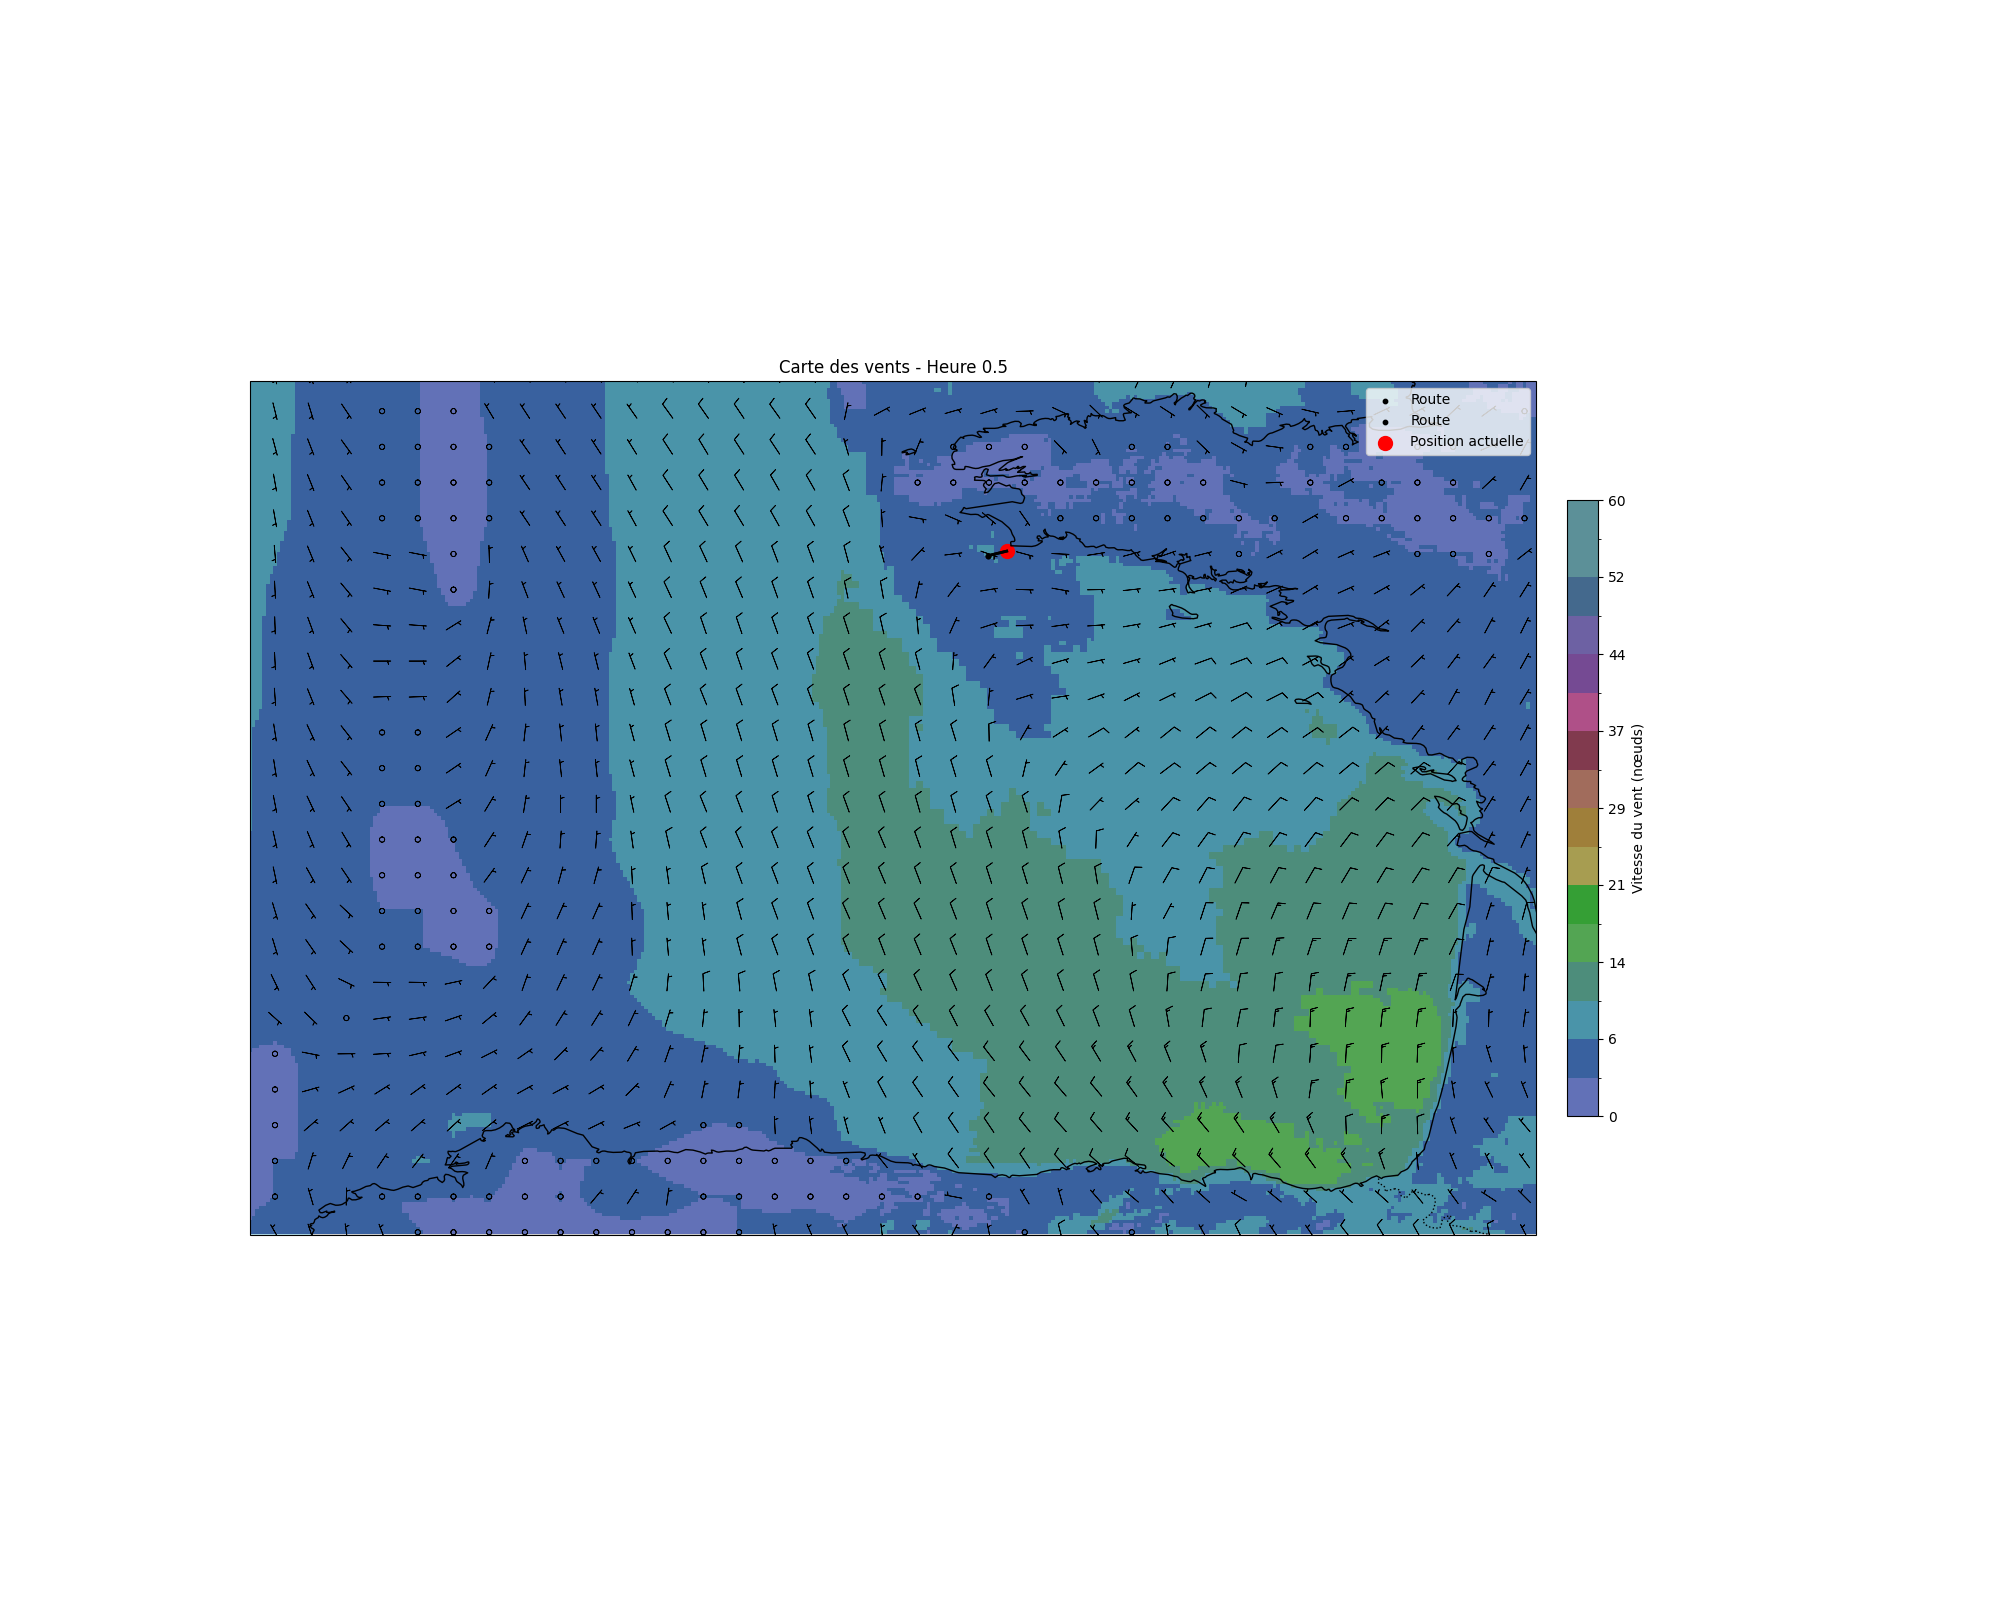 Carte des vents - Heure 0.5
Route
Route
Position actuelle
60
52
44
37
29
21
14
6
0
Vitesse du vent (nœuds)